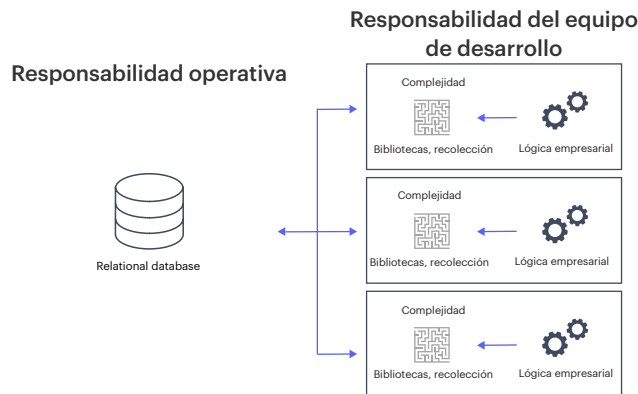 Responsabilidad operativa
Relational database
Responsabilidad del equipo
de desarrollo
Complejidad
Bibliotecas, recolección
Lógica empresarial
Complejidad
Bibliotecas, recolección
Lógica empresarial
Complejidad
Bibliotecas, recolección
Lógica empresarial